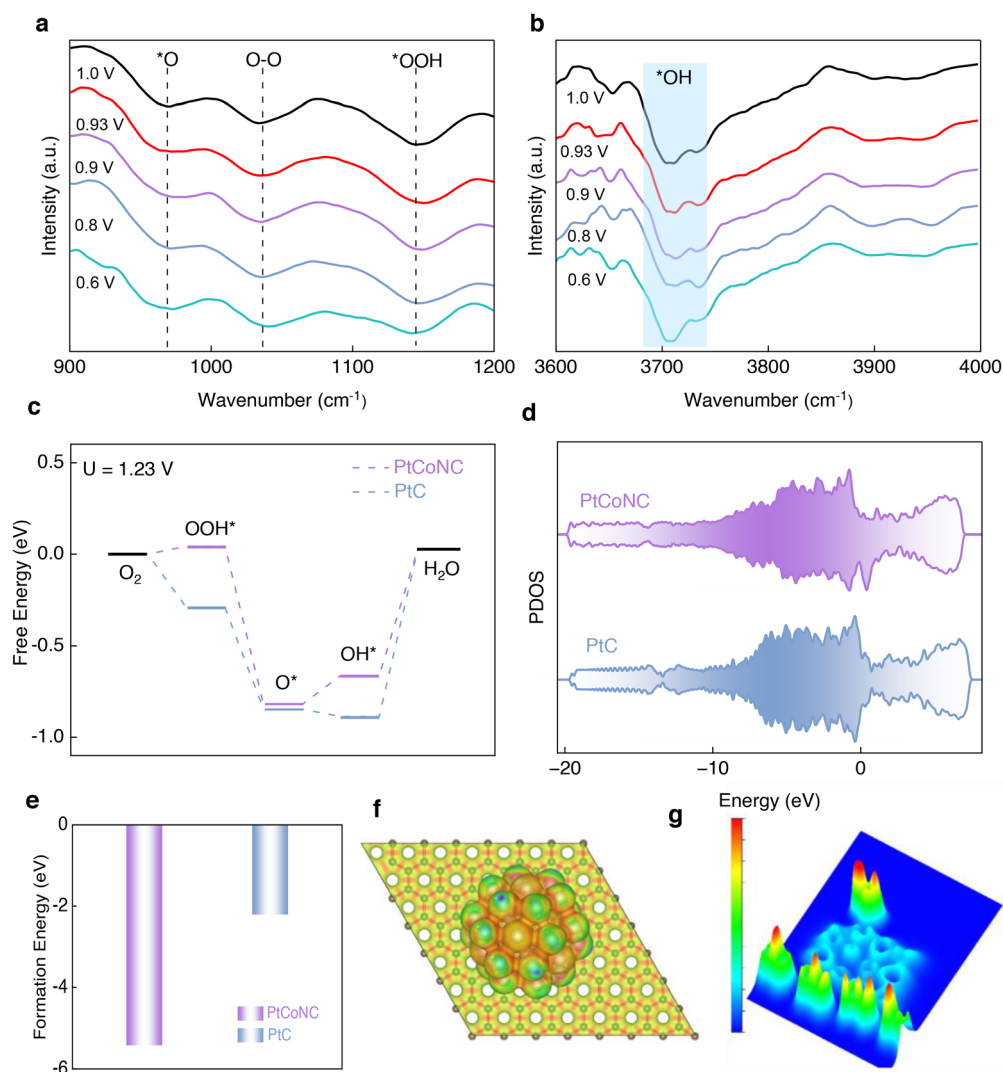 a
*O
O-O
*OOH
1.0 V
0.93 V
0.9 V
0.8 V
0.6 V
Intensity (a.u.)
900
1000
1100
1200
Wavenumber (cm⁻¹)
b
*OH
1.0 V
0.93 V
0.9 V
0.8 V
0.6 V
Intensity (a.u.)
3600
3700
3800
3900
4000
Wavenumber (cm⁻¹)
c
U = 1.23 V
PtCoNC
PtC
0.5
0.0
-0.5
-1.0
Free Energy (eV)
O₂
OOH*
O*
OH*
H₂O
d
PtCoNC
PtC
PDOS
−20
−10
0
Energy (eV)
e
0
-2
-4
-6
Formation Energy (eV)
PtCoNC
PtC
f
g